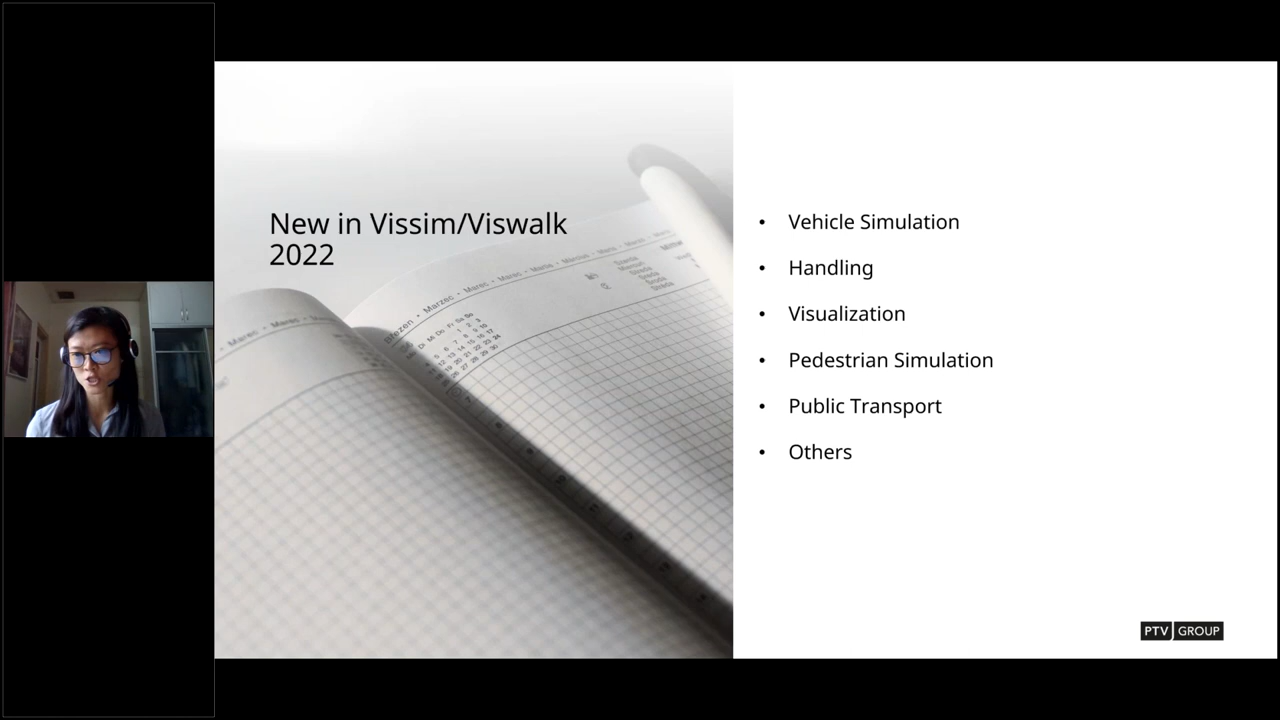 New in Vissim/Viswalk
2022
• Vehicle Simulation
• Handling
• Visualization
• Pedestrian Simulation
• Public Transport
• Others
PTV GROUP